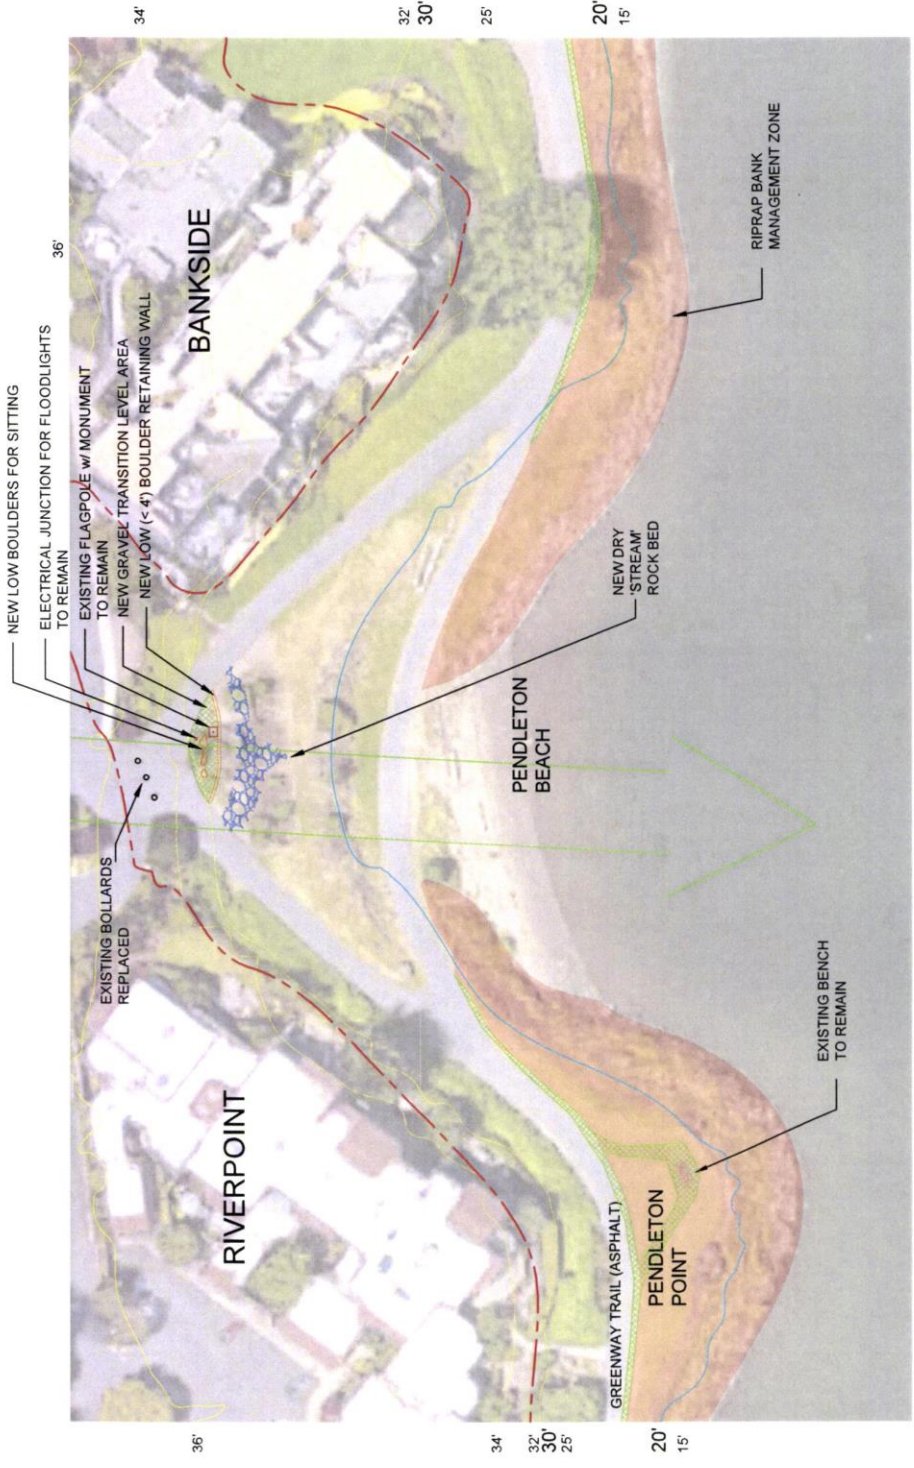 NEW LOW BOULDERS FOR SITTING
ELECTRICAL JUNCTION FOR FLOODLIGHTS
TO REMAIN
EXISTING FLAGPOLE w/ MONUMENT
TO REMAIN
NEW GRAVEL TRANSITION LEVEL AREA
NEW LOW (< 4') BOULDER RETAINING WALL
EXISTING BOLLARDS
REPLACED
RIVERPOINT
BANKSIDE
NEW DRY
'STREAM'
ROCK BED
PENDLETON
BEACH
RIPRAP BANK
MANAGEMENT ZONE
GREENWAY TRAIL (ASPHALT)
PENDLETON
POINT
EXISTING BENCH
TO REMAIN
36'
34'
32'
30'
25'
20'
15'
36'
34'
32'
30'
25'
20'
15'